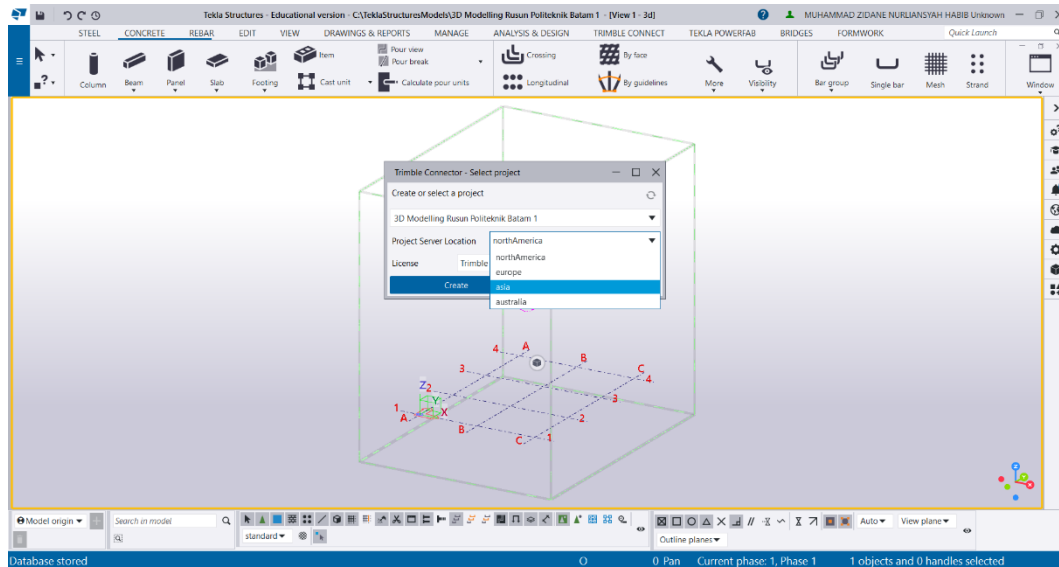 Tekla Structures - Educational version - C:\TeklaStructuresModels\3D Modelling Rusun Politeknik Batam 1 - [View 1 - 3d]
MUHAMMAD ZIDANE NURLIANSYAH HABIB Unknown
STEEL CONCRETE REBAR EDIT VIEW DRAWINGS & REPORTS MANAGE ANALYSIS & DESIGN TRIMBLE CONNECT TEKLA POWERFAB BRIDGES FORMWORK Quick Launch
Item Pour view Crossing By face
Pour break
Column Beam Panel Slab Footing Cast unit Calculate pour units Longitudinal By guidelines More Visibility Bar group Single bar Mesh Strand Window
Trimble Connector - Select project
Create or select a project
3D Modelling Rusun Politeknik Batam 1
Project Server Location northAmerica
northAmerica
License Trimble
europe
Create asia
australia
4 A B C
3 4
Z 2 3
Y
1 X 2
A B C 1
Model origin Search in model Auto View plane
standard Outline planes
Database stored O 0 Pan Current phase: 1, Phase 1 1 objects and 0 handles selected